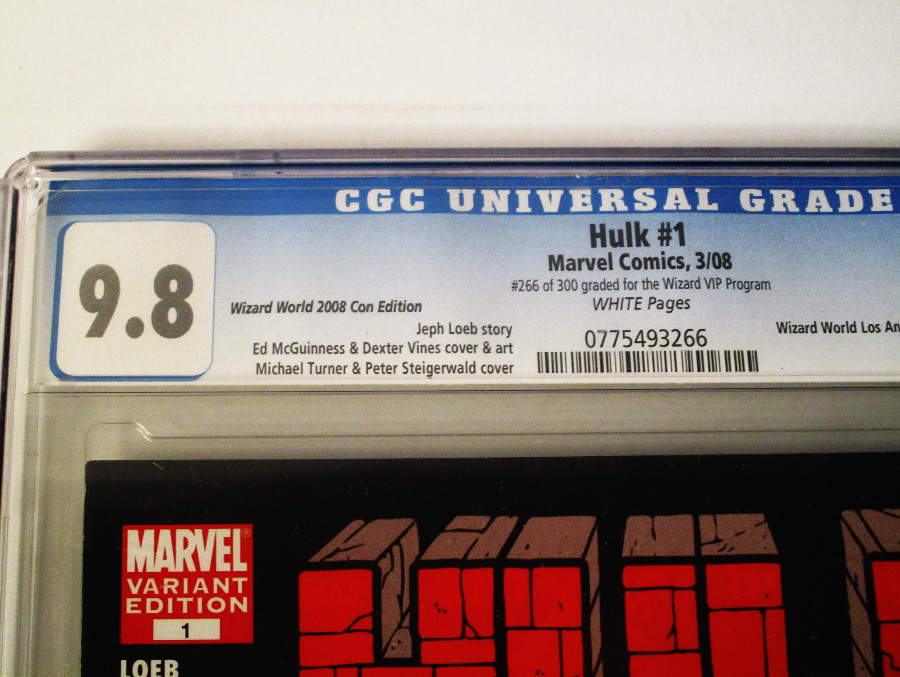 CGC UNIVERSAL GRADE
9.8
Hulk #1
Marvel Comics, 3/08
#266 of 300 graded for the Wizard VIP Program
WHITE Pages
Wizard World 2008 Con Edition
Jeph Loeb story
Ed McGuinness & Dexter Vines cover & art
Michael Turner & Peter Steigerwald cover
0775493266
Wizard World Los An
MARVEL®
VARIANT
EDITION
1
LOEB